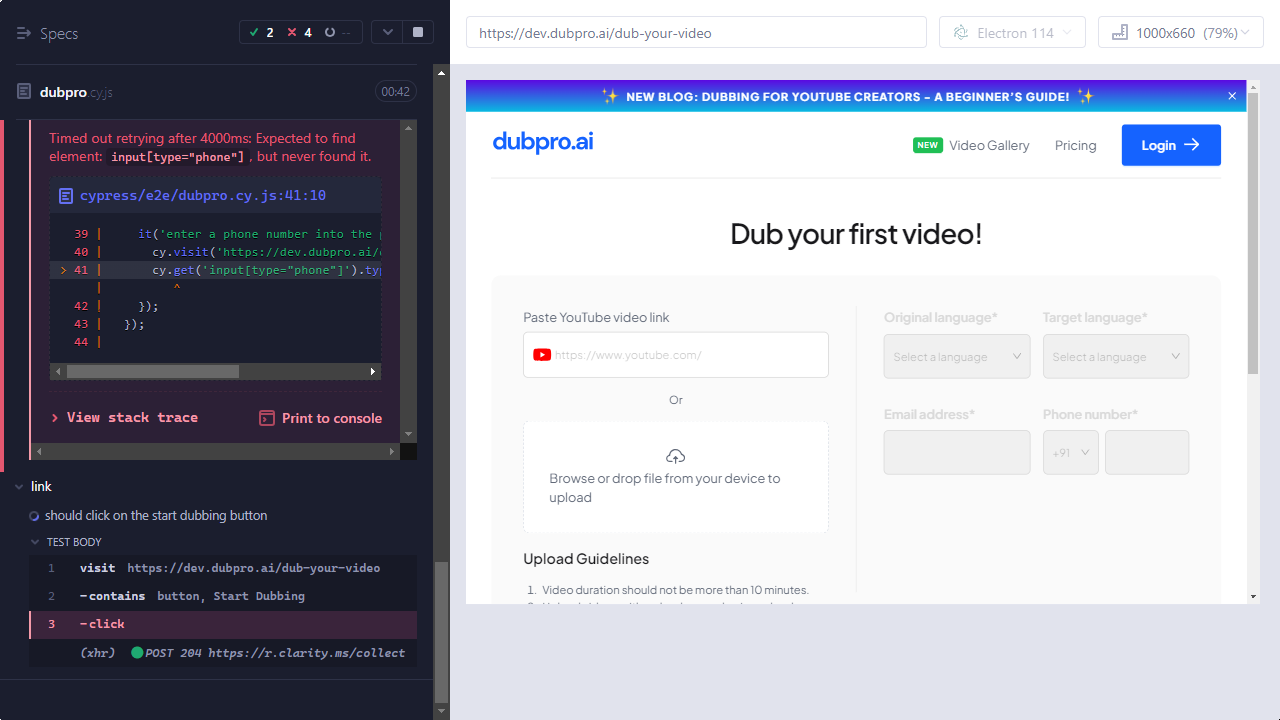 Specs
2
4
--
dubpro.cy.js
00:42
Timed out retrying after 4000ms: Expected to find
element: input[type="phone"], but never found it.
cypress/e2e/dubpro.cy.js:41:10
39 | it('enter a phone number into the
40 | cy.visit('https://dev.dubpro.ai/
> 41 | cy.get('input[type="phone"]').typ
| ^
42 | });
43 | });
44 |
> View stack trace
Print to console
link
should click on the start dubbing button
TEST BODY
1 visit https://dev.dubpro.ai/dub-your-video
2 -contains button, Start Dubbing
3 -click
(xhr) POST 204 https://r.clarity.ms/collect
https://dev.dubpro.ai/dub-your-video
Electron 114
1000x660 (79%)
✨ NEW BLOG: DUBBING FOR YOUTUBE CREATORS - A BEGINNER'S GUIDE! ✨ ×
dubpro.ai
NEW Video Gallery
Pricing
Login →
Dub your first video!
Paste YouTube video link
https://www.youtube.com/
Or
Browse or drop file from your device to
upload
Upload Guidelines
1. Video duration should not be more than 10 minutes.
Original language*
Target language*
Select a language
Select a language
Email address*
Phone number*
+91